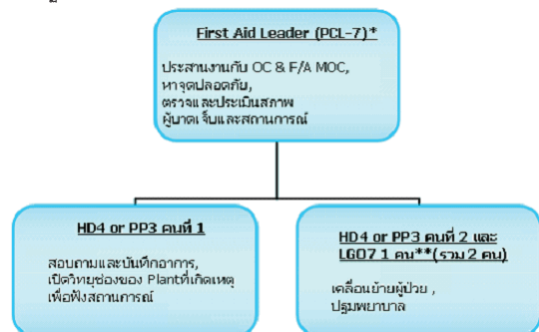 First Aid Leader (PCL-7)*
ประสานงานกับ OC & F/A MOC,
หาจุดปลอดภัย,
ตรวจและประเมินสภาพ
ผู้บาดเจ็บและสถานการณ์
HD4 or PP3 คนที่ 1
สอบถามและบันทึกอาการ,
เปิดวิทยุช่องของ Plantที่เกิดเหตุ
เพื่อฟังสถานการณ์
HD4 or PP3 คนที่ 2 และ
LGO7 1 คน**(รวม 2 คน)
เคลื่อนย้ายผู้ป่วย ,
ปฐมพยาบาล